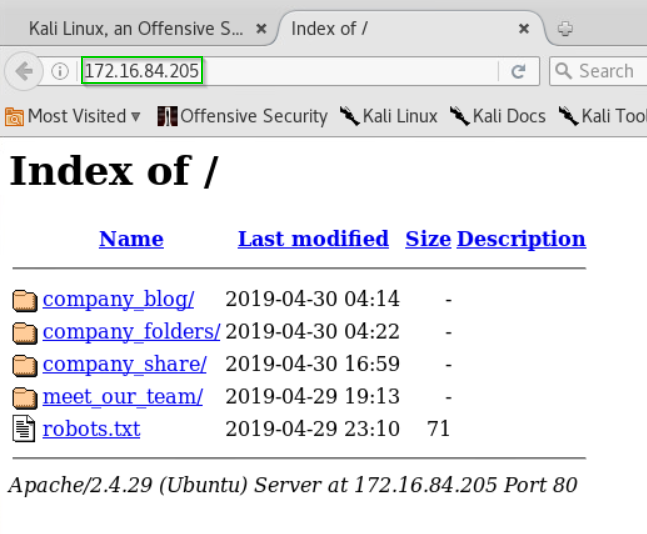 Kali Linux, an Offensive S... Index of /
172.16.84.205 Search
Most Visited Offensive Security Kali Linux Kali Docs Kali Tool
Index of /
Name Last modified Size Description
company_blog/ 2019-04-30 04:14 -
company_folders/ 2019-04-30 04:22 -
company_share/ 2019-04-30 16:59 -
meet_our_team/ 2019-04-29 19:13 -
robots.txt 2019-04-29 23:10 71
Apache/2.4.29 (Ubuntu) Server at 172.16.84.205 Port 80